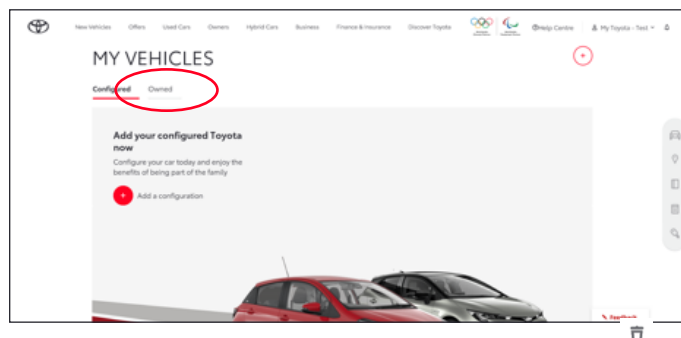 New Vehicles Offers Used Cars Owners Hybrid Cars Business Finance & Insurance Discover Toyota Help Centre My Toyota - Test
MY VEHICLES
Configured Owned
Add your configured Toyota
now
Configure your car today and enjoy the
benefits of being part of the family
Add a configuration
Feedback